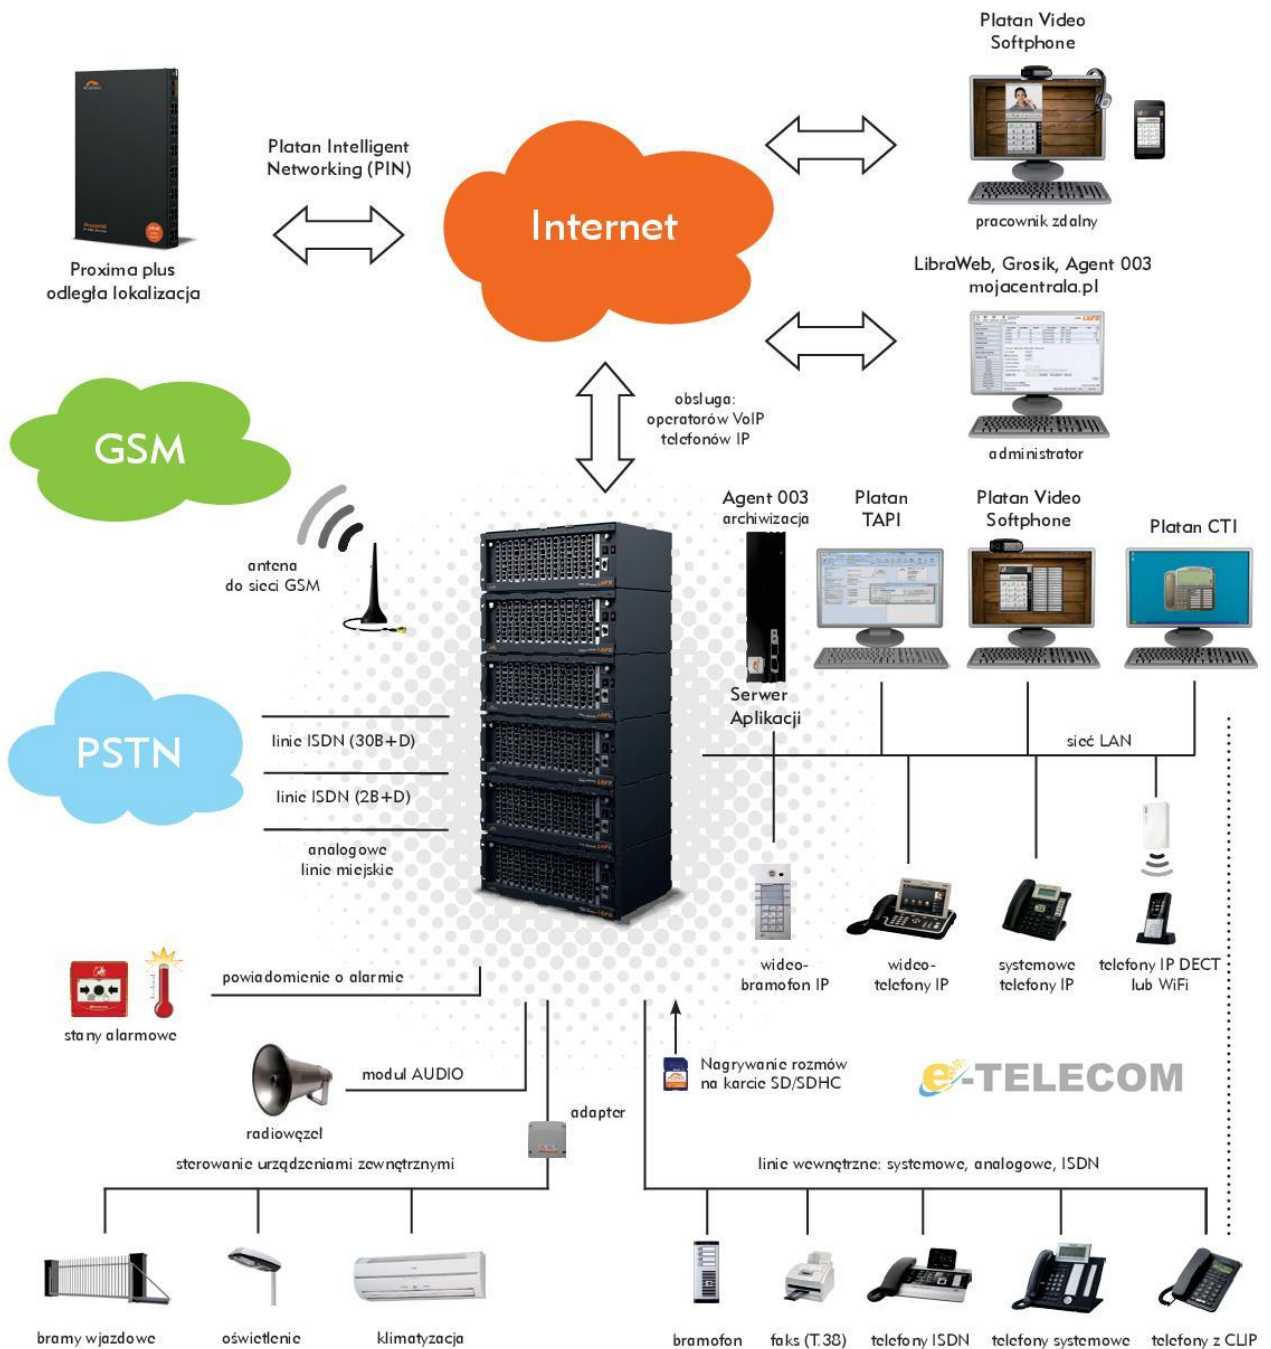 Platan Video
Softphone
pracownik zdalny
Platan Intelligent
Networking (PIN)
Internet
Proxima plus
odległa lokalizacja
LibraWeb, Grosik, Agent 003
mojacentrala.pl
administrator
GSM
obsługa:
operatorów VoIP
telefonów IP
antena
do sieci GSM
Agent 003
archiwizacja
Platan
TAPI
Platan Video
Softphone
Platan CTI
Serwer
Aplikacji
PSTN
linie ISDN (30B+D)
linie ISDN (2B+D)
analogowe
linie miejskie
sieć LAN
wideo-
bramofon IP
wideo-
telefony IP
systemowe
telefony IP
telefony IP DECT
lub WiFi
powiadomienie o alarmie
stany alarmowe
moduł AUDIO
radiowęzeł
adapter
Nagrywanie rozmów
na karcie SD/SDHC
e-TELECOM
sterowanie urządzeniami zewnętrznymi
linie wewnętrzne: systemowe, analogowe, ISDN
bramy wjazdowe
oświetlenie
klimatyzacja
bramofon
faks (T.38)
telefony ISDN
telefony systemowe
telefony z CLIP